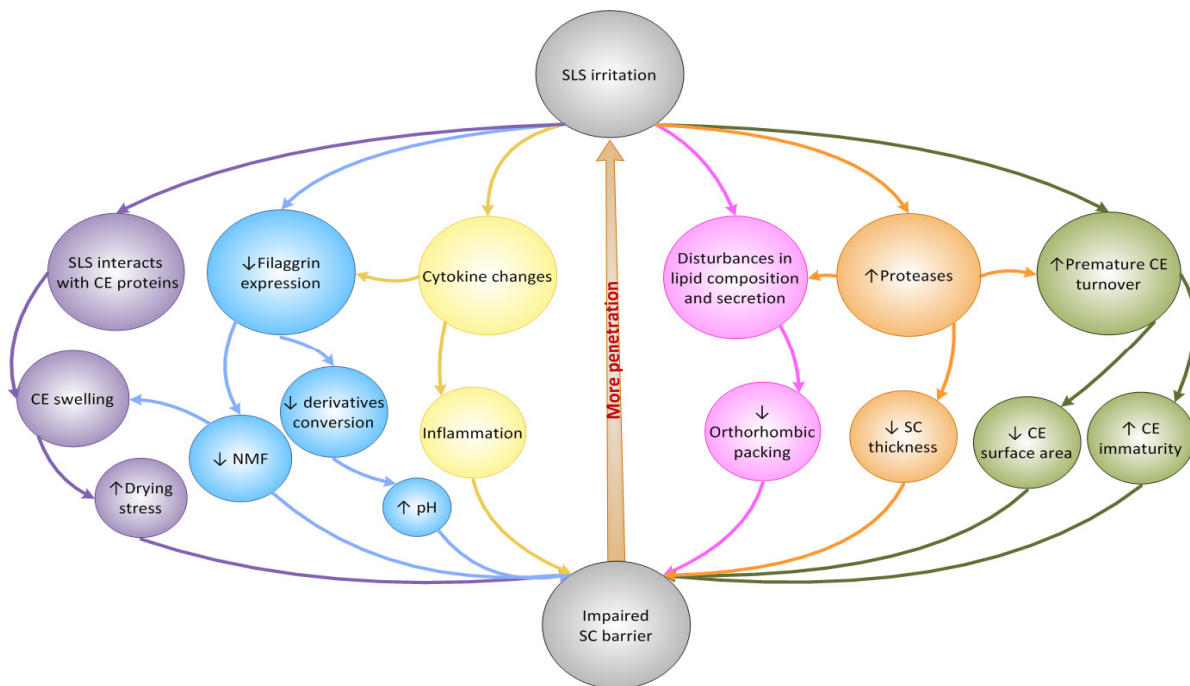 SLS irritation
SLS interacts
with CE proteins
↓Filaggrin
expression
Cytokine changes
Disturbances in
lipid composition
and secretion
↑Proteases
↑Premature CE
turnover
More penetration
CE swelling
↓ derivatives
conversion
Inflammation
↓
Orthorhombic
packing
↓ SC
thickness
↓ CE
surface area
↑ CE
immaturity
↓ NMF
↑Drying
stress
↑ pH
Impaired
SC barrier